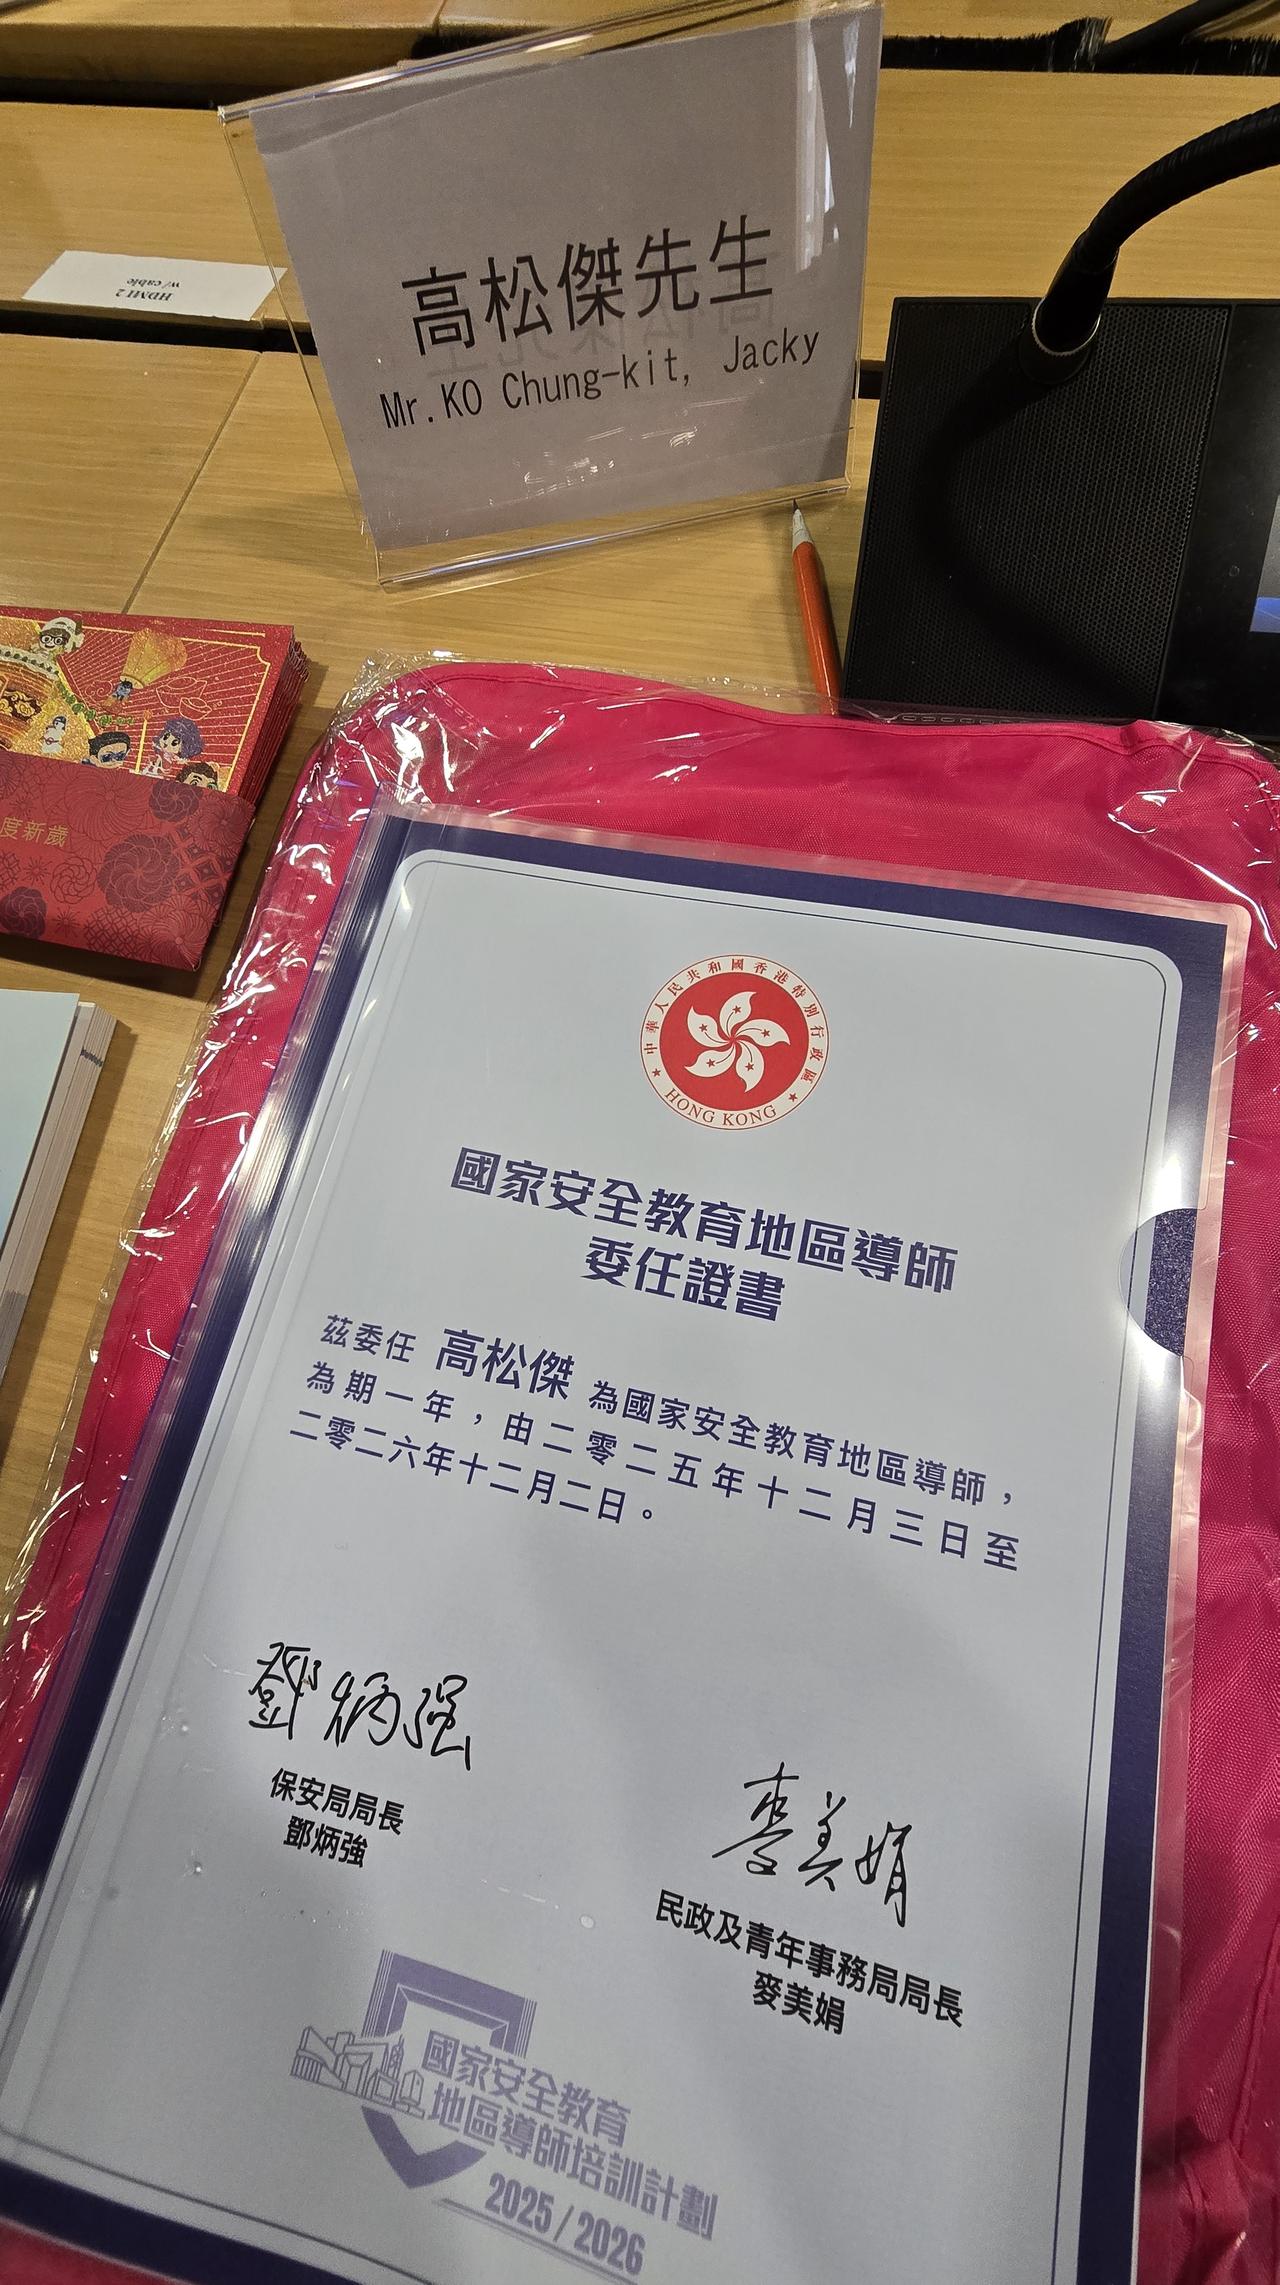 高松傑先生
Mr. KO Chung-kit, Jacky
HDMI 2
w/ cable
度新歲
中華人民共和國香港特別行政區
HONG KONG
國家安全教育地區導師
委任證書
茲委任 高松傑 為國家安全教育地區導師，
為期一年，由二零二五年十二月三日至
二零二六年十二月二日。
鄧炳强
保安局局長
鄧炳強
麥美娟
民政及青年事務局局長
麥美娟
國家安全教育
地區導師培訓計劃
2025 / 2026